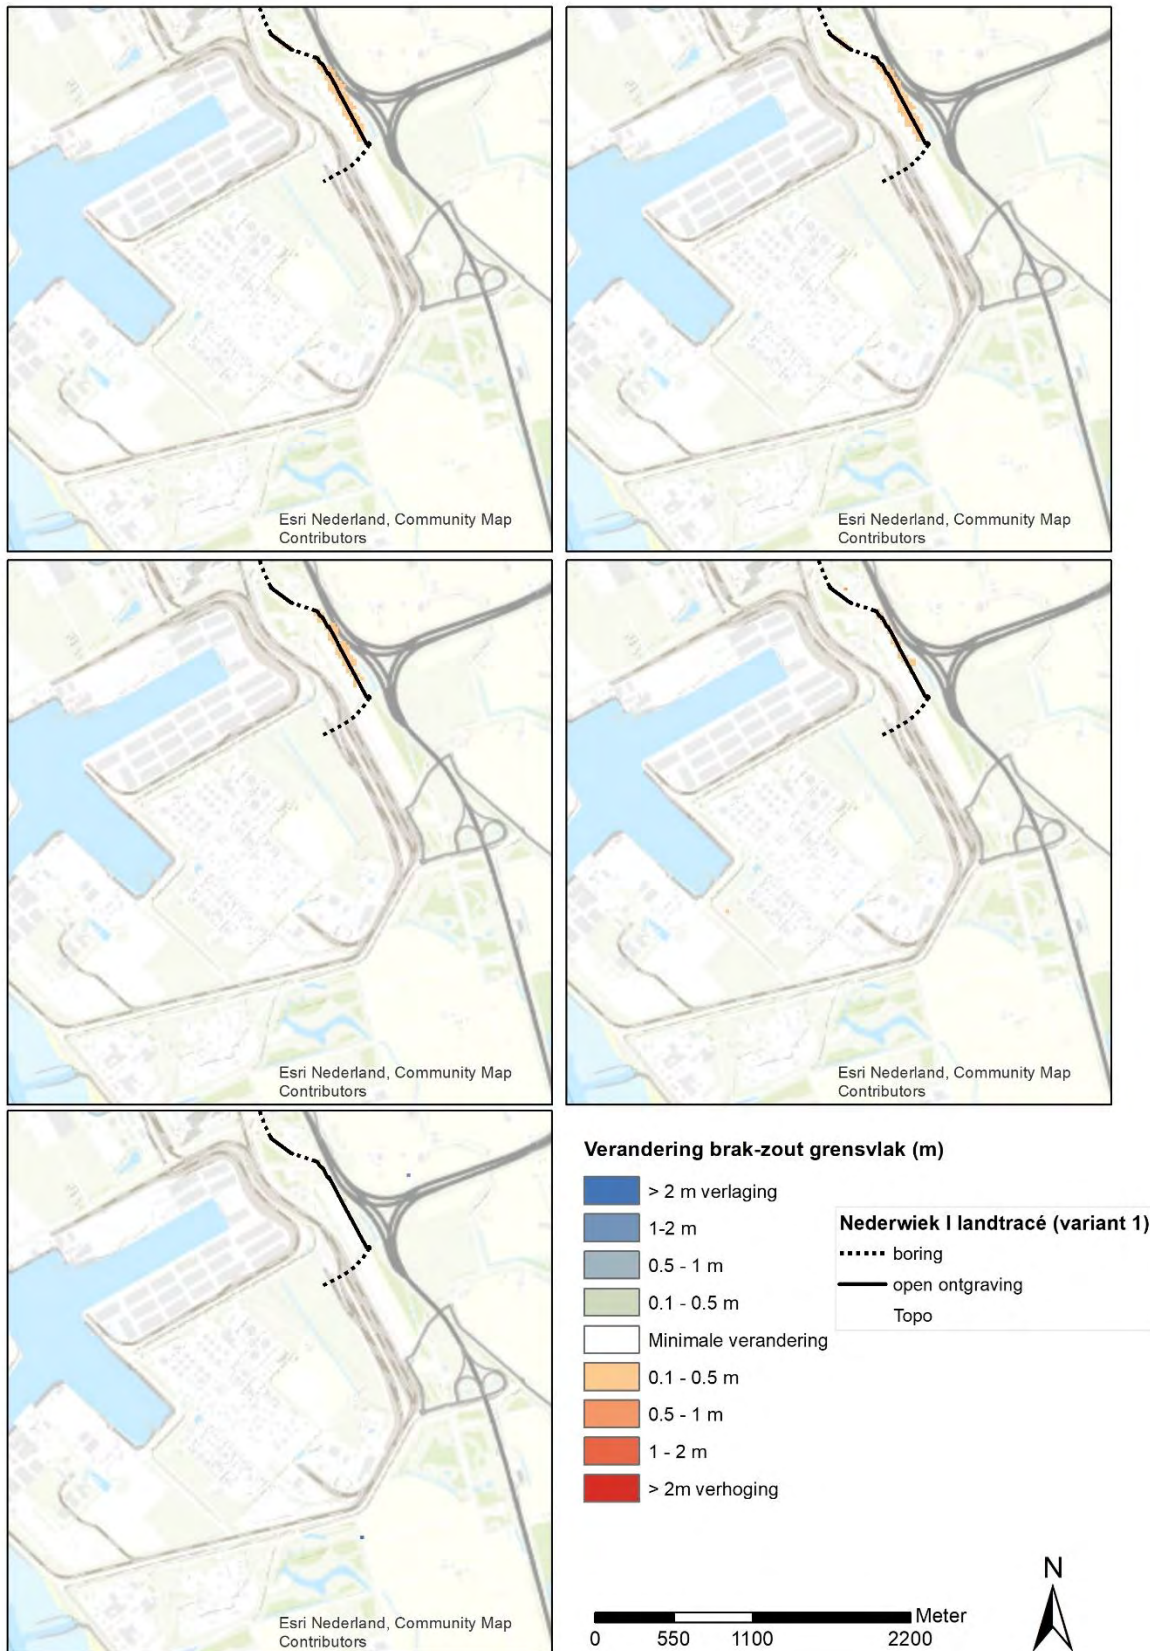 Esri Nederland, Community Map
Contributors
Esri Nederland, Community Map
Contributors
Esri Nederland, Community Map
Contributors
Esri Nederland, Community Map
Contributors
Esri Nederland, Community Map
Contributors
Verandering brak-zout grensvlak (m)
> 2 m verlaging
1-2 m
0.5 - 1 m
0.1 - 0.5 m
Minimale verandering
0.1 - 0.5 m
0.5 - 1 m
1 - 2 m
> 2m verhoging
Nederwiek I landtracé (variant 1)
boring
open ontgraving
Topo
N
Meter
0 550 1100 2200